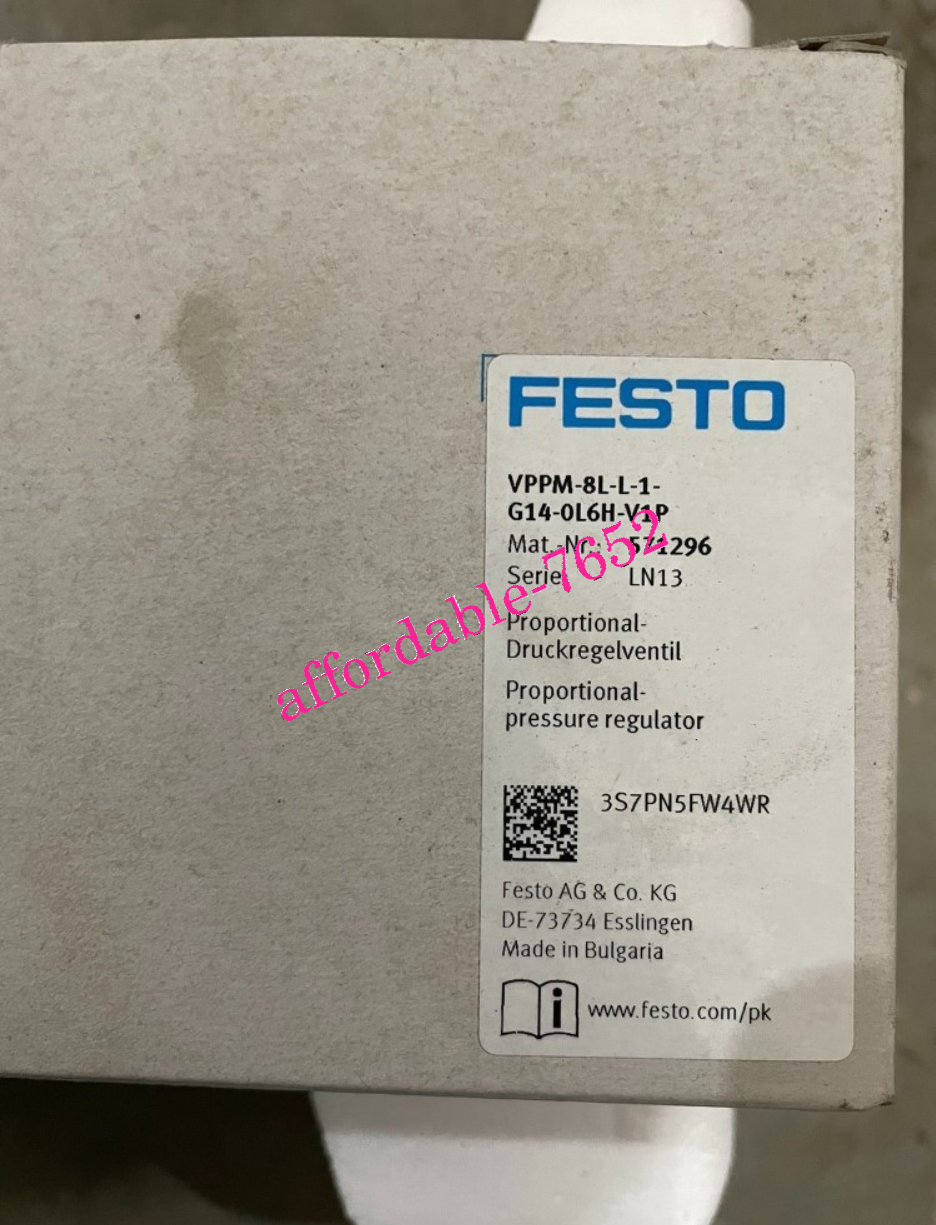 FESTO
VPPM-8L-L-1-
G14-0L6H-V1P
Mat.-Nr.: 571296
Serie: LN13
Proportional-
Druckregelventil
Proportional-
pressure regulator
3S7PN5FW4WR
Festo AG & Co. KG
DE-73734 Esslingen
Made in Bulgaria
i www.festo.com/pk
affordable-7652